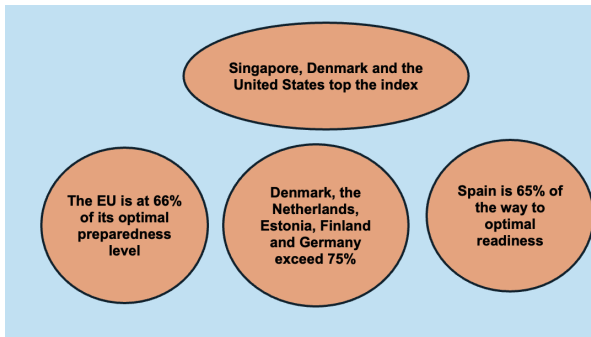 Singapore, Denmark and the
United States top the index
The EU is at 66%
of its optimal
preparedness
level
Denmark, the
Netherlands,
Estonia, Finland
and Germany
exceed 75%
Spain is 65% of
the way to
optimal
readiness